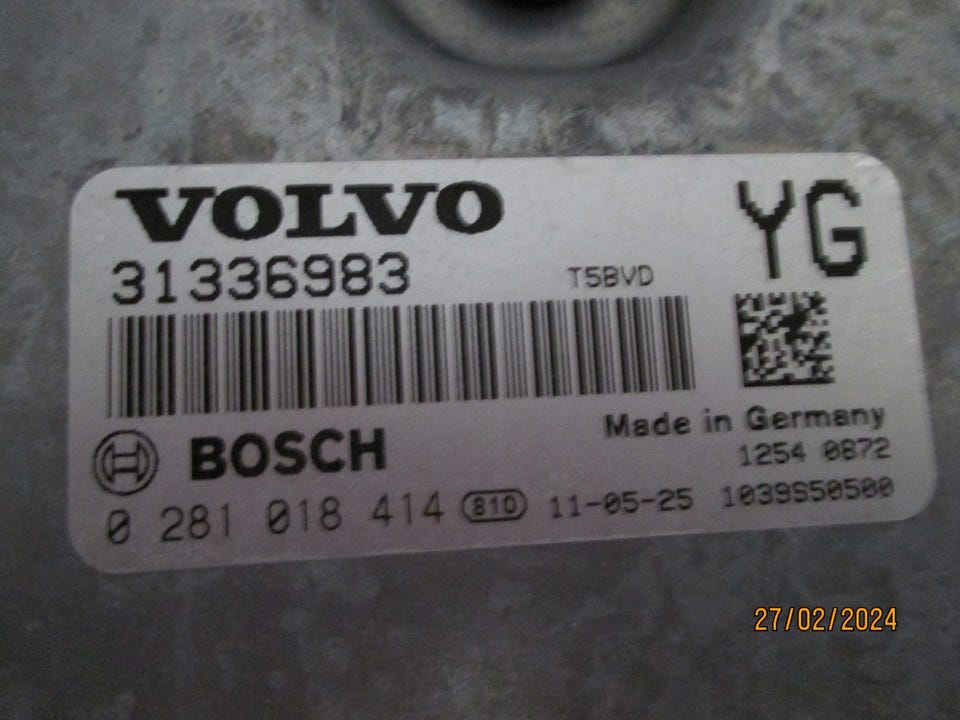 VOLVO
YG
31336983
T5BVD
BOSCH
Made in Germany
1254 0872
0 281 018 414 810 11-05-25 1039S50500
27/02/2024